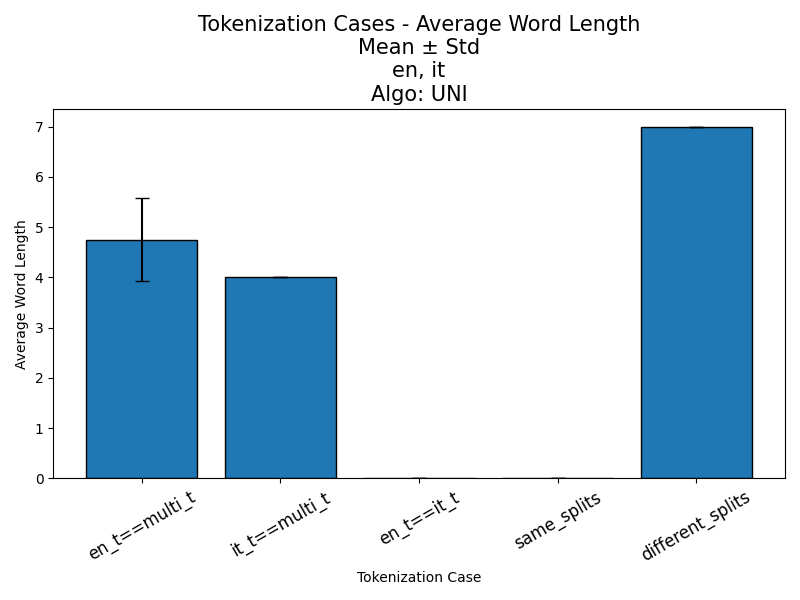 Tokenization Cases - Average Word Length
Mean ± Std
en, it
Algo: UNI
7
6
5
4
3
2
1
0
Average Word Length
en_t==multi_t
it_t==multi_t
en_t==it_t
same_splits
different_splits
Tokenization Case